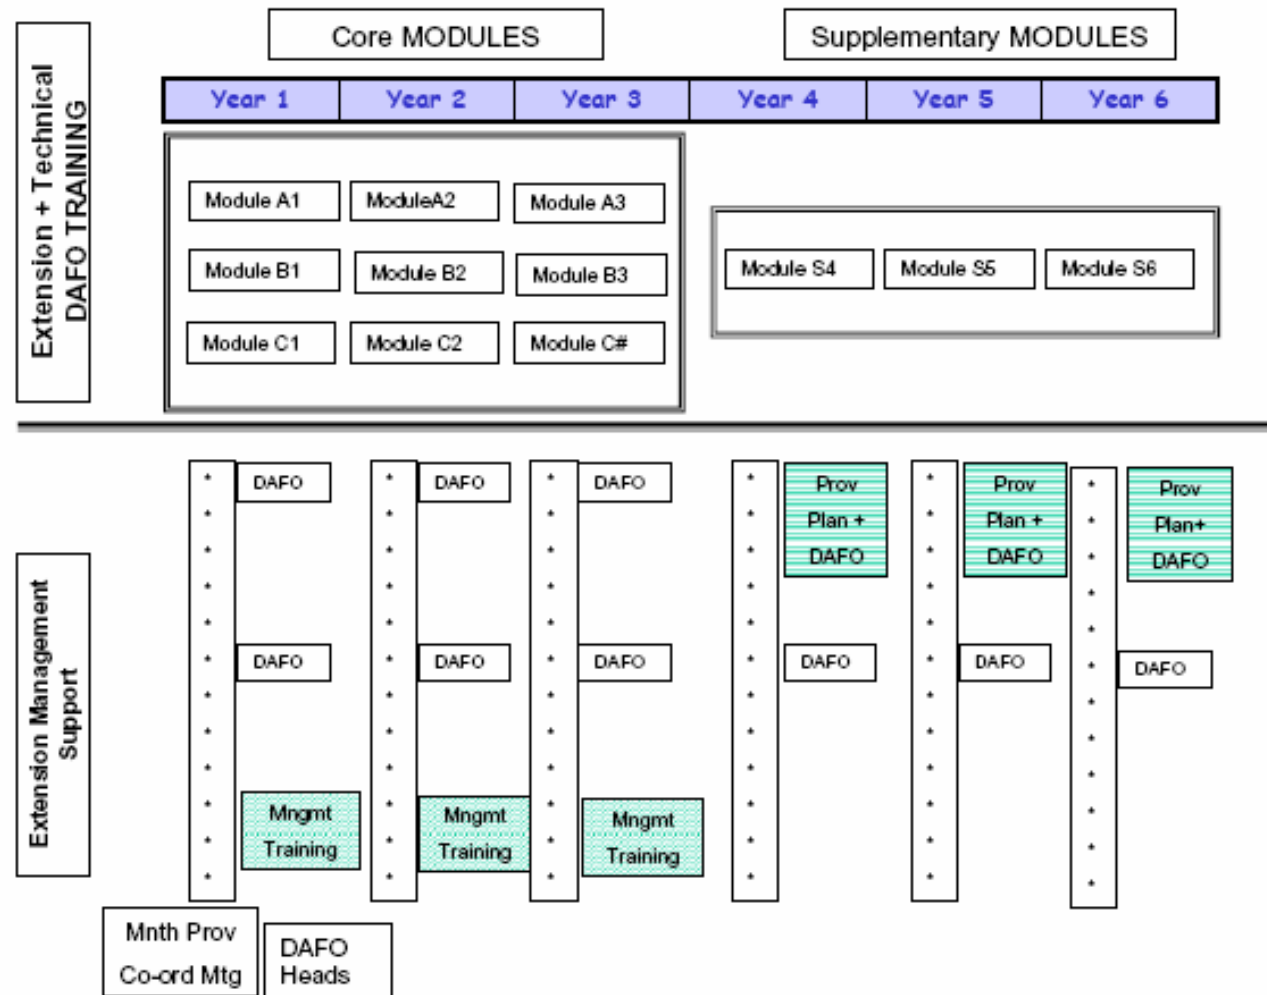 Core MODULES
Supplementary MODULES
Extension + Technical
DAFO TRAINING
Year 1
Year 2
Year 3
Year 4
Year 5
Year 6
Module A1
ModuleA2
Module A3
Module B1
Module B2
Module B3
Module C1
Module C2
Module C#
Module S4
Module S5
Module S6
Extension Management
Support
DAFO
DAFO
DAFO
Prov
Plan +
DAFO
Prov
Plan +
DAFO
Prov
Plan+
DAFO
DAFO
DAFO
DAFO
DAFO
DAFO
DAFO
Mngmt
Training
Mngmt
Training
Mngmt
Training
Mnth Prov
Co-ord Mtg
DAFO
Heads